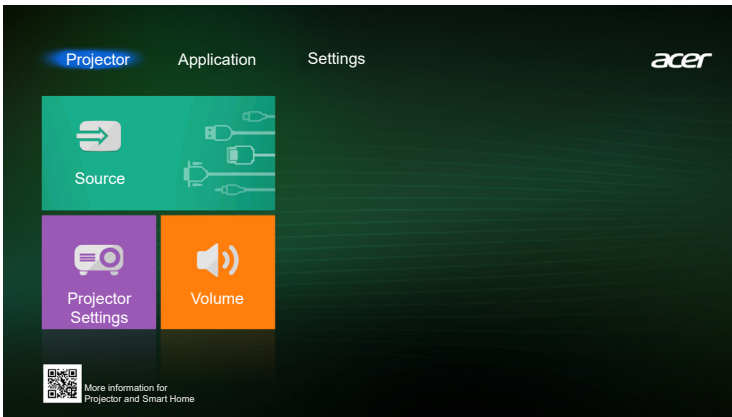 Projector Application Settings acer
Source
Projector
Settings
Volume
More information for
Projector and Smart Home